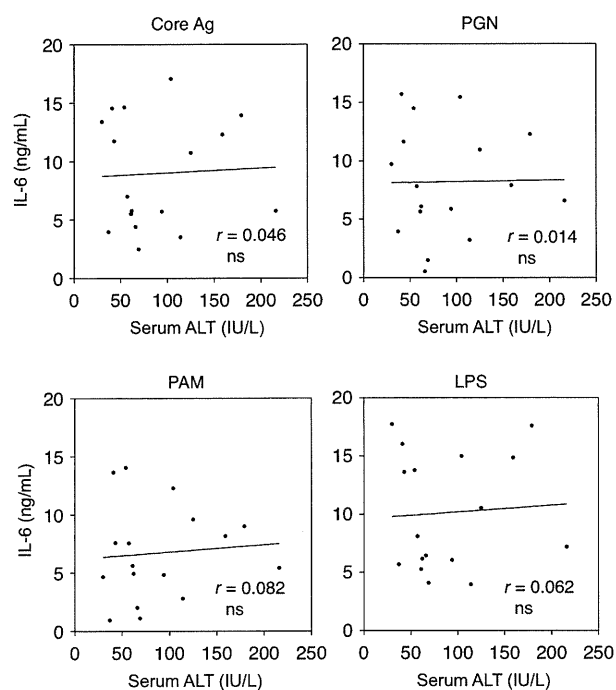 Core Ag
20
15
10
5
0
IL-6 (ng/mL)
r = 0.046
ns
0 50 100 150 200 250
Serum ALT (IU/L)
PGN
20
15
10
5
0
r = 0.014
ns
0 50 100 150 200 250
Serum ALT (IU/L)
PAM
20
15
10
5
0
IL-6 (ng/mL)
r = 0.082
ns
0 50 100 150 200 250
Serum ALT (IU/L)
LPS
20
15
10
5
0
r = 0.062
ns
0 50 100 150 200 250
Serum ALT (IU/L)